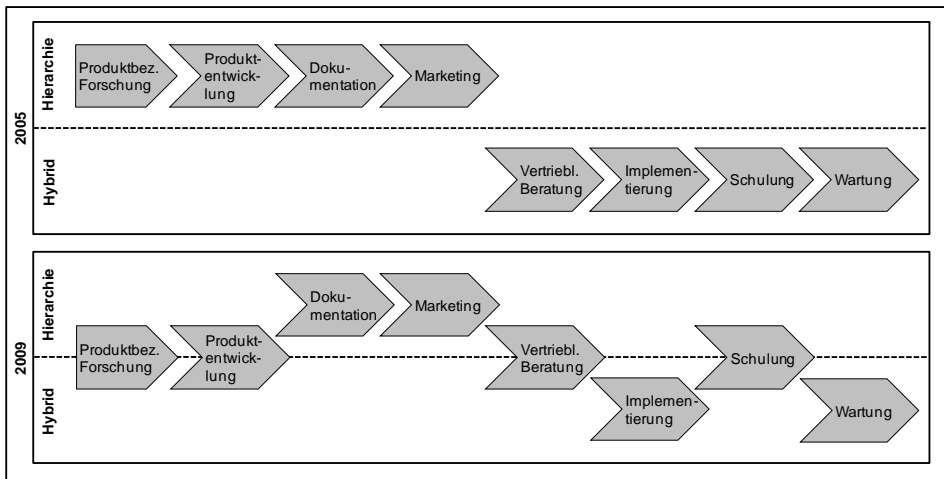 2005
Hierarchie
Produktbez.
Forschung
Produkt-
entwick-
lung
Doku-
mentation
Marketing
Hybrid
Vertriebl.
Beratung
Implemen-
tierung
Schulung
Wartung
2009
Hierarchie
Doku-
mentation
Marketing
Produktbez.
Forschung
Produkt-
entwick-
lung
Vertriebl.
Beratung
Schulung
Hybrid
Implemen-
tierung
Wartung